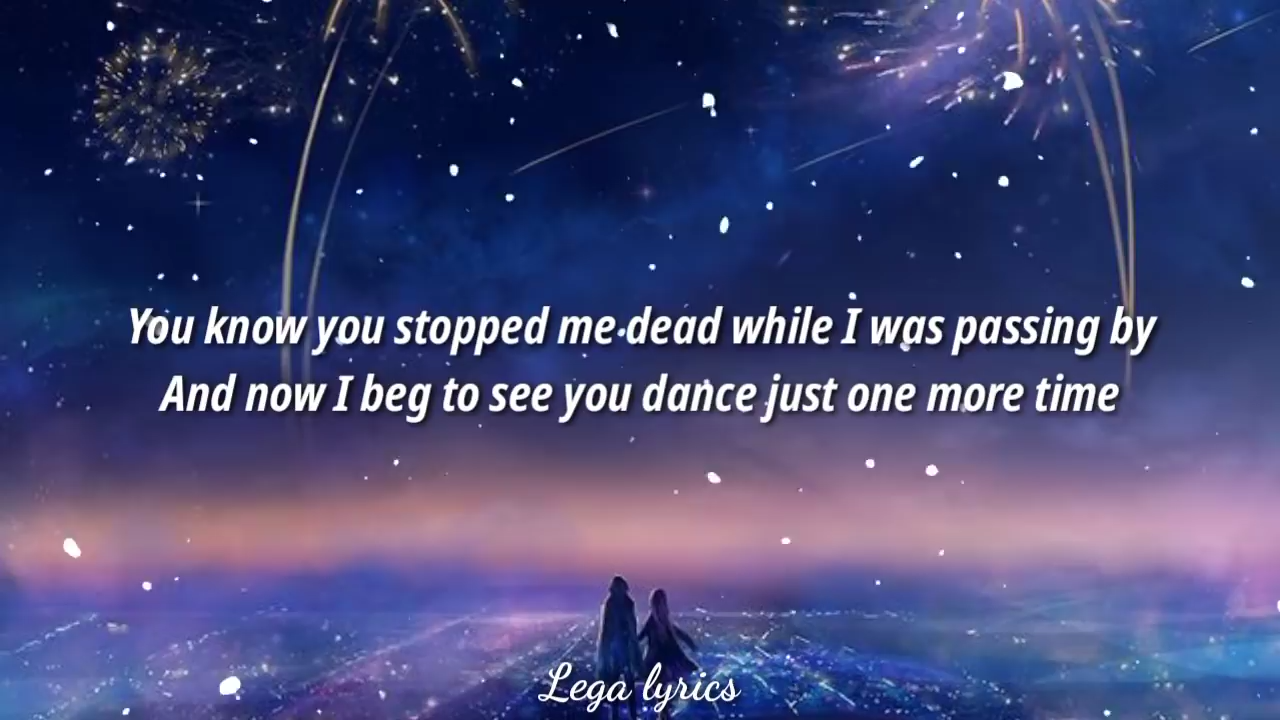 You know you stopped me dead while I was passing by
And now I beg to see you dance just one more time
Lega lyrics